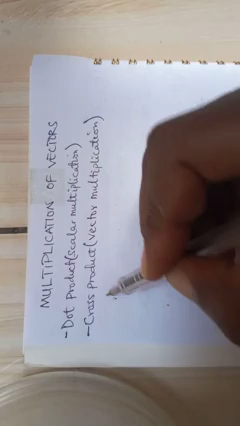 MULTIPLICATION OF VECTORS
- Dot Product(scalar multiplication)
- Cross product(vector multiplication)